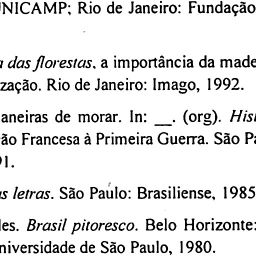 UNICAMP; Rio de Janeiro: Fundação
das florestas, a importância da made
zação. Rio de Janeiro: Imago, 1992.
aneiras de morar. In: __. (org). Hist
ão Francesa à Primeira Guerra. São Pa
91.
s letras. São Paulo: Brasiliense, 1985
les. Brasil pitoresco. Belo Horizonte:
niversidade de São Paulo, 1980.